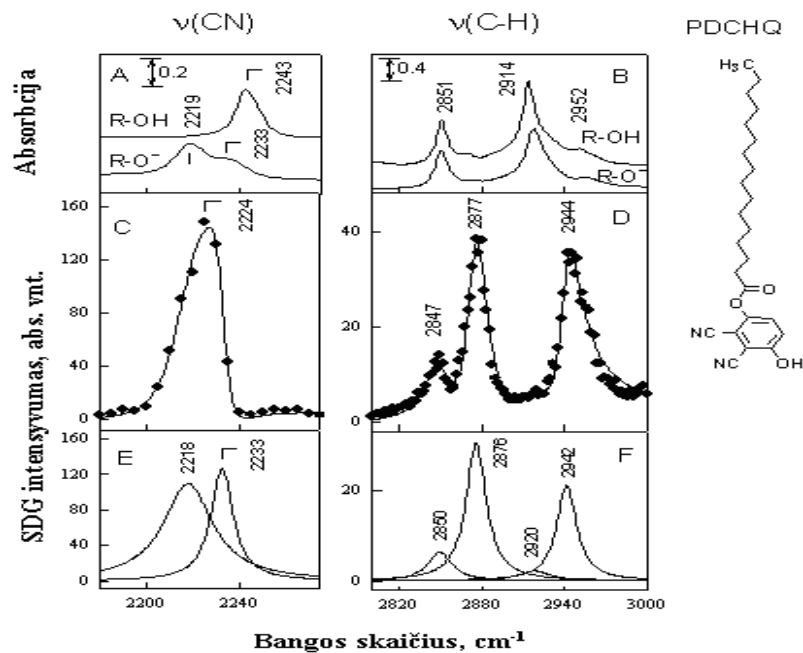 ν(CN)
ν(C-H)
PDCHQ
Absorbcija
A
0.2
2219
2243
R-OH
2233
R-O⁻
B
0.4
2851
2914
2952
R-OH
R-O⁻
H₃C
O
O
NC
NC
OH
SDG intensyvumas, abs. vnt.
160
120
80
40
0
C
2224
40
20
0
D
2847
2877
2944
160
120
80
40
0
E
2218
2233
20
0
F
2850
2876
2920
2942
2200
2240
2820
2880
2940
3000
Bangos skaičius, cm⁻¹